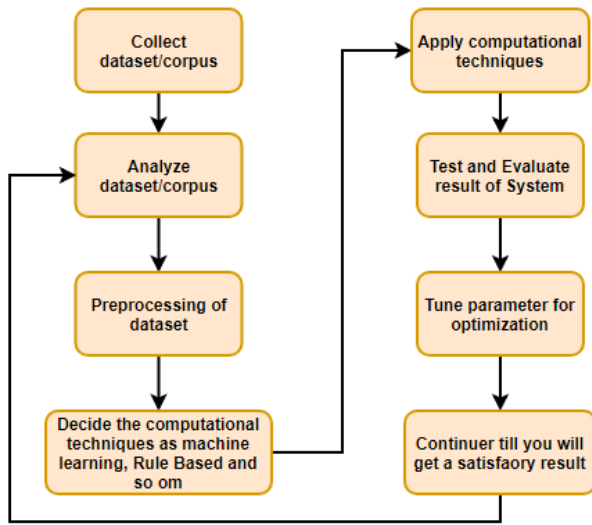 Collect
dataset/corpus
Analyze
dataset/corpus
Preprocessing of
dataset
Decide the computational
techniques as machine
learning, Rule Based and
so om
Apply computational
techniques
Test and Evaluate
result of System
Tune parameter for
optimization
Continuer till you will
get a satisfaory result